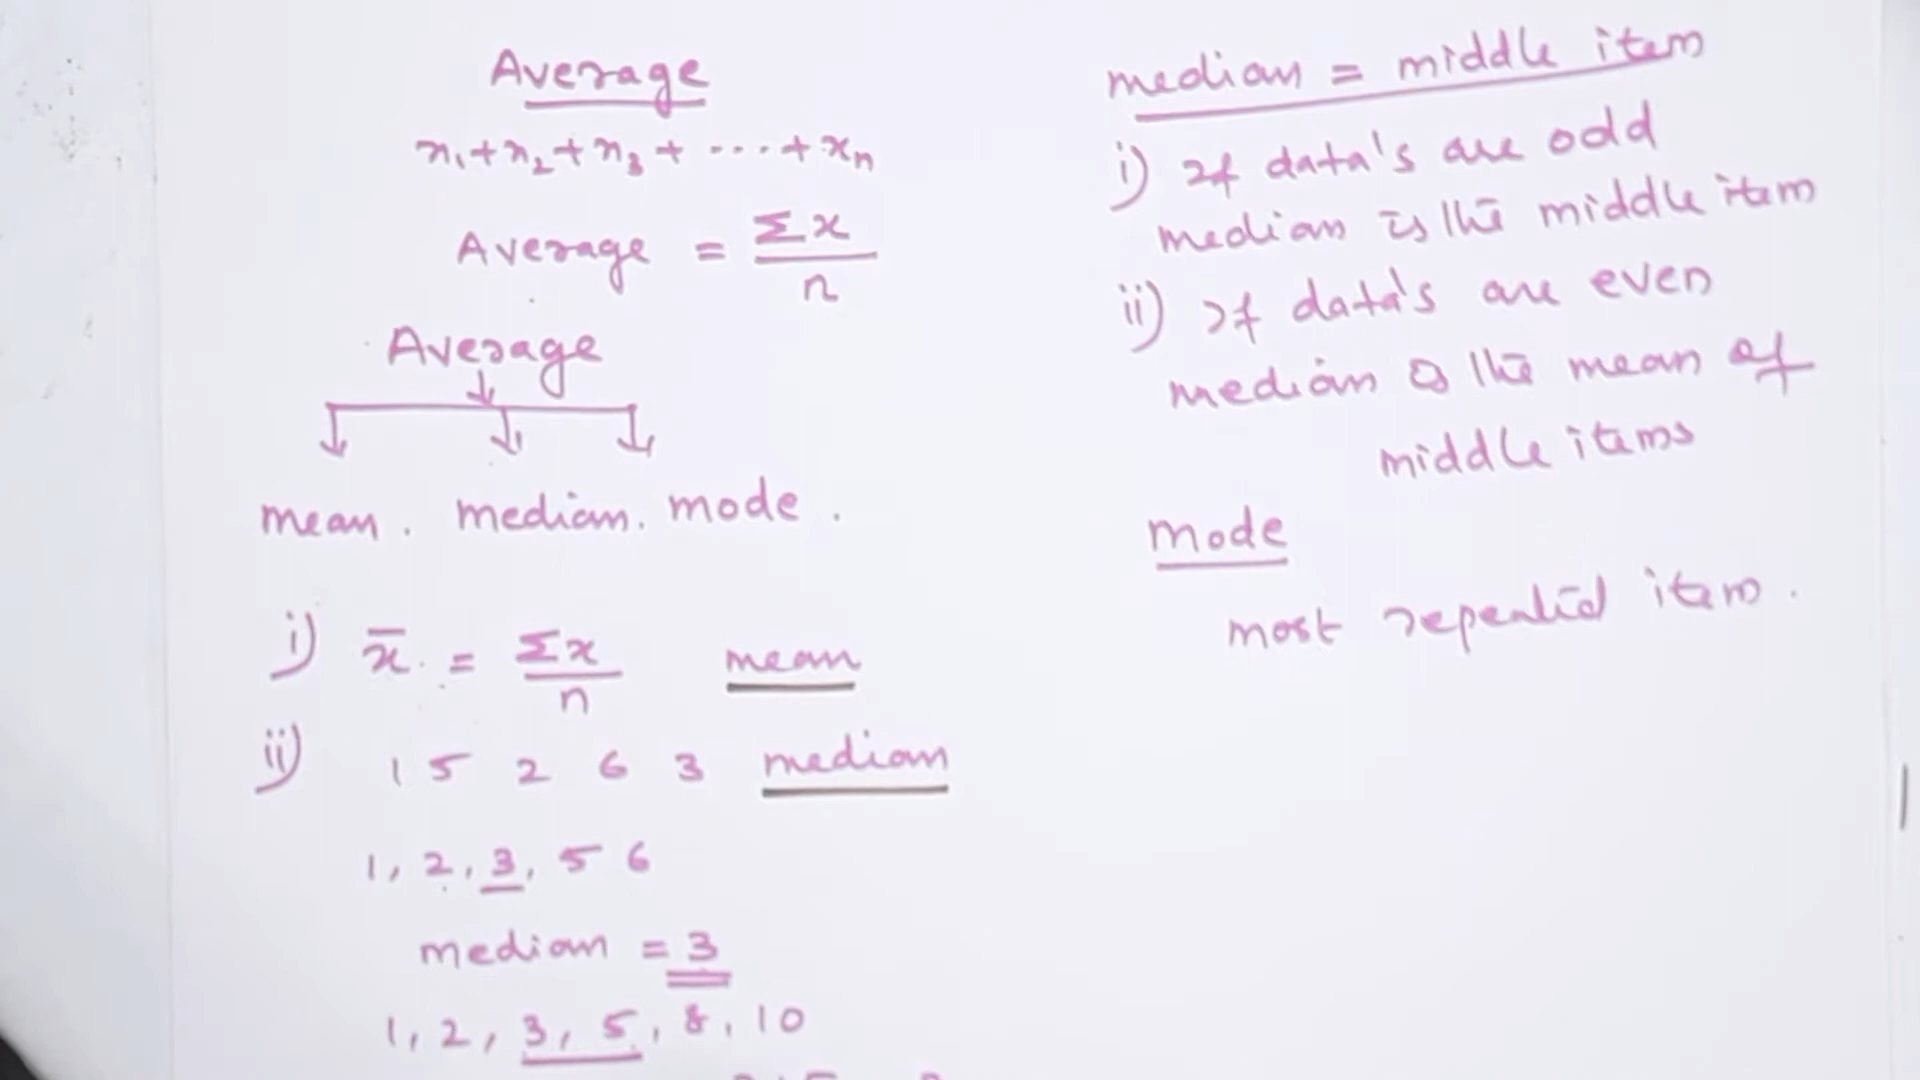 Average
x₁+x₂+x₃+ ····+xₙ
Average = Σx/n
Average
mean. median. mode.
i) x̄. = Σx/n mean
ii) 1 5 2 6 3 median
1, 2, 3, 5 6
median = 3
1, 2, 3, 5, 8, 10
median = middle item
i) If data's are odd
median is the middle item
ii) If data's are even
median is the mean of
middle items
mode
most repeated item.